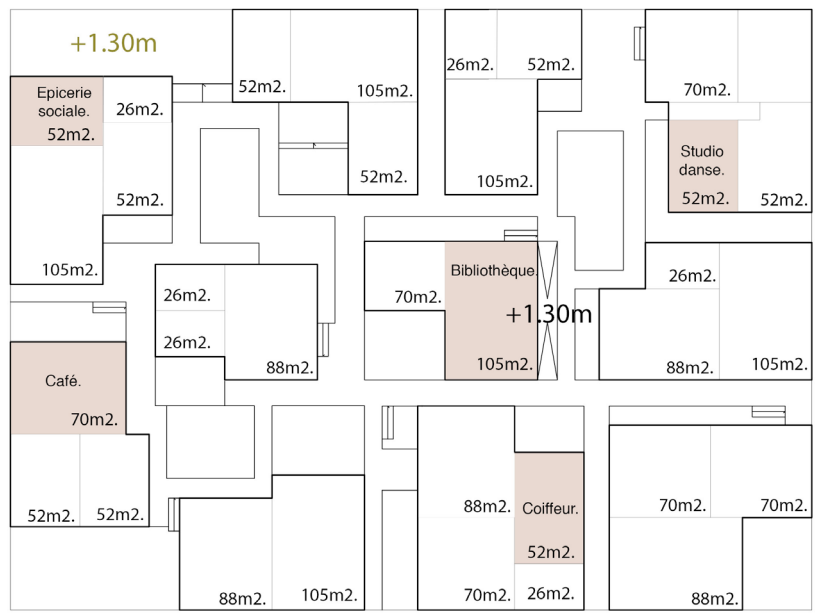 +1.30m
52m2.
105m2.
52m2.
26m2.
52m2.
105m2.
70m2.
Studio
danse.
52m2.
52m2.
Epicerie
sociale.
52m2.
26m2.
52m2.
105m2.
26m2.
26m2.
88m2.
70m2.
Bibliothèque.
105m2.
+1.30m
26m2.
88m2.
105m2.
Café.
70m2.
52m2.
52m2.
88m2.
105m2.
88m2.
Coiffeur.
52m2.
70m2.
26m2.
70m2.
70m2.
88m2.